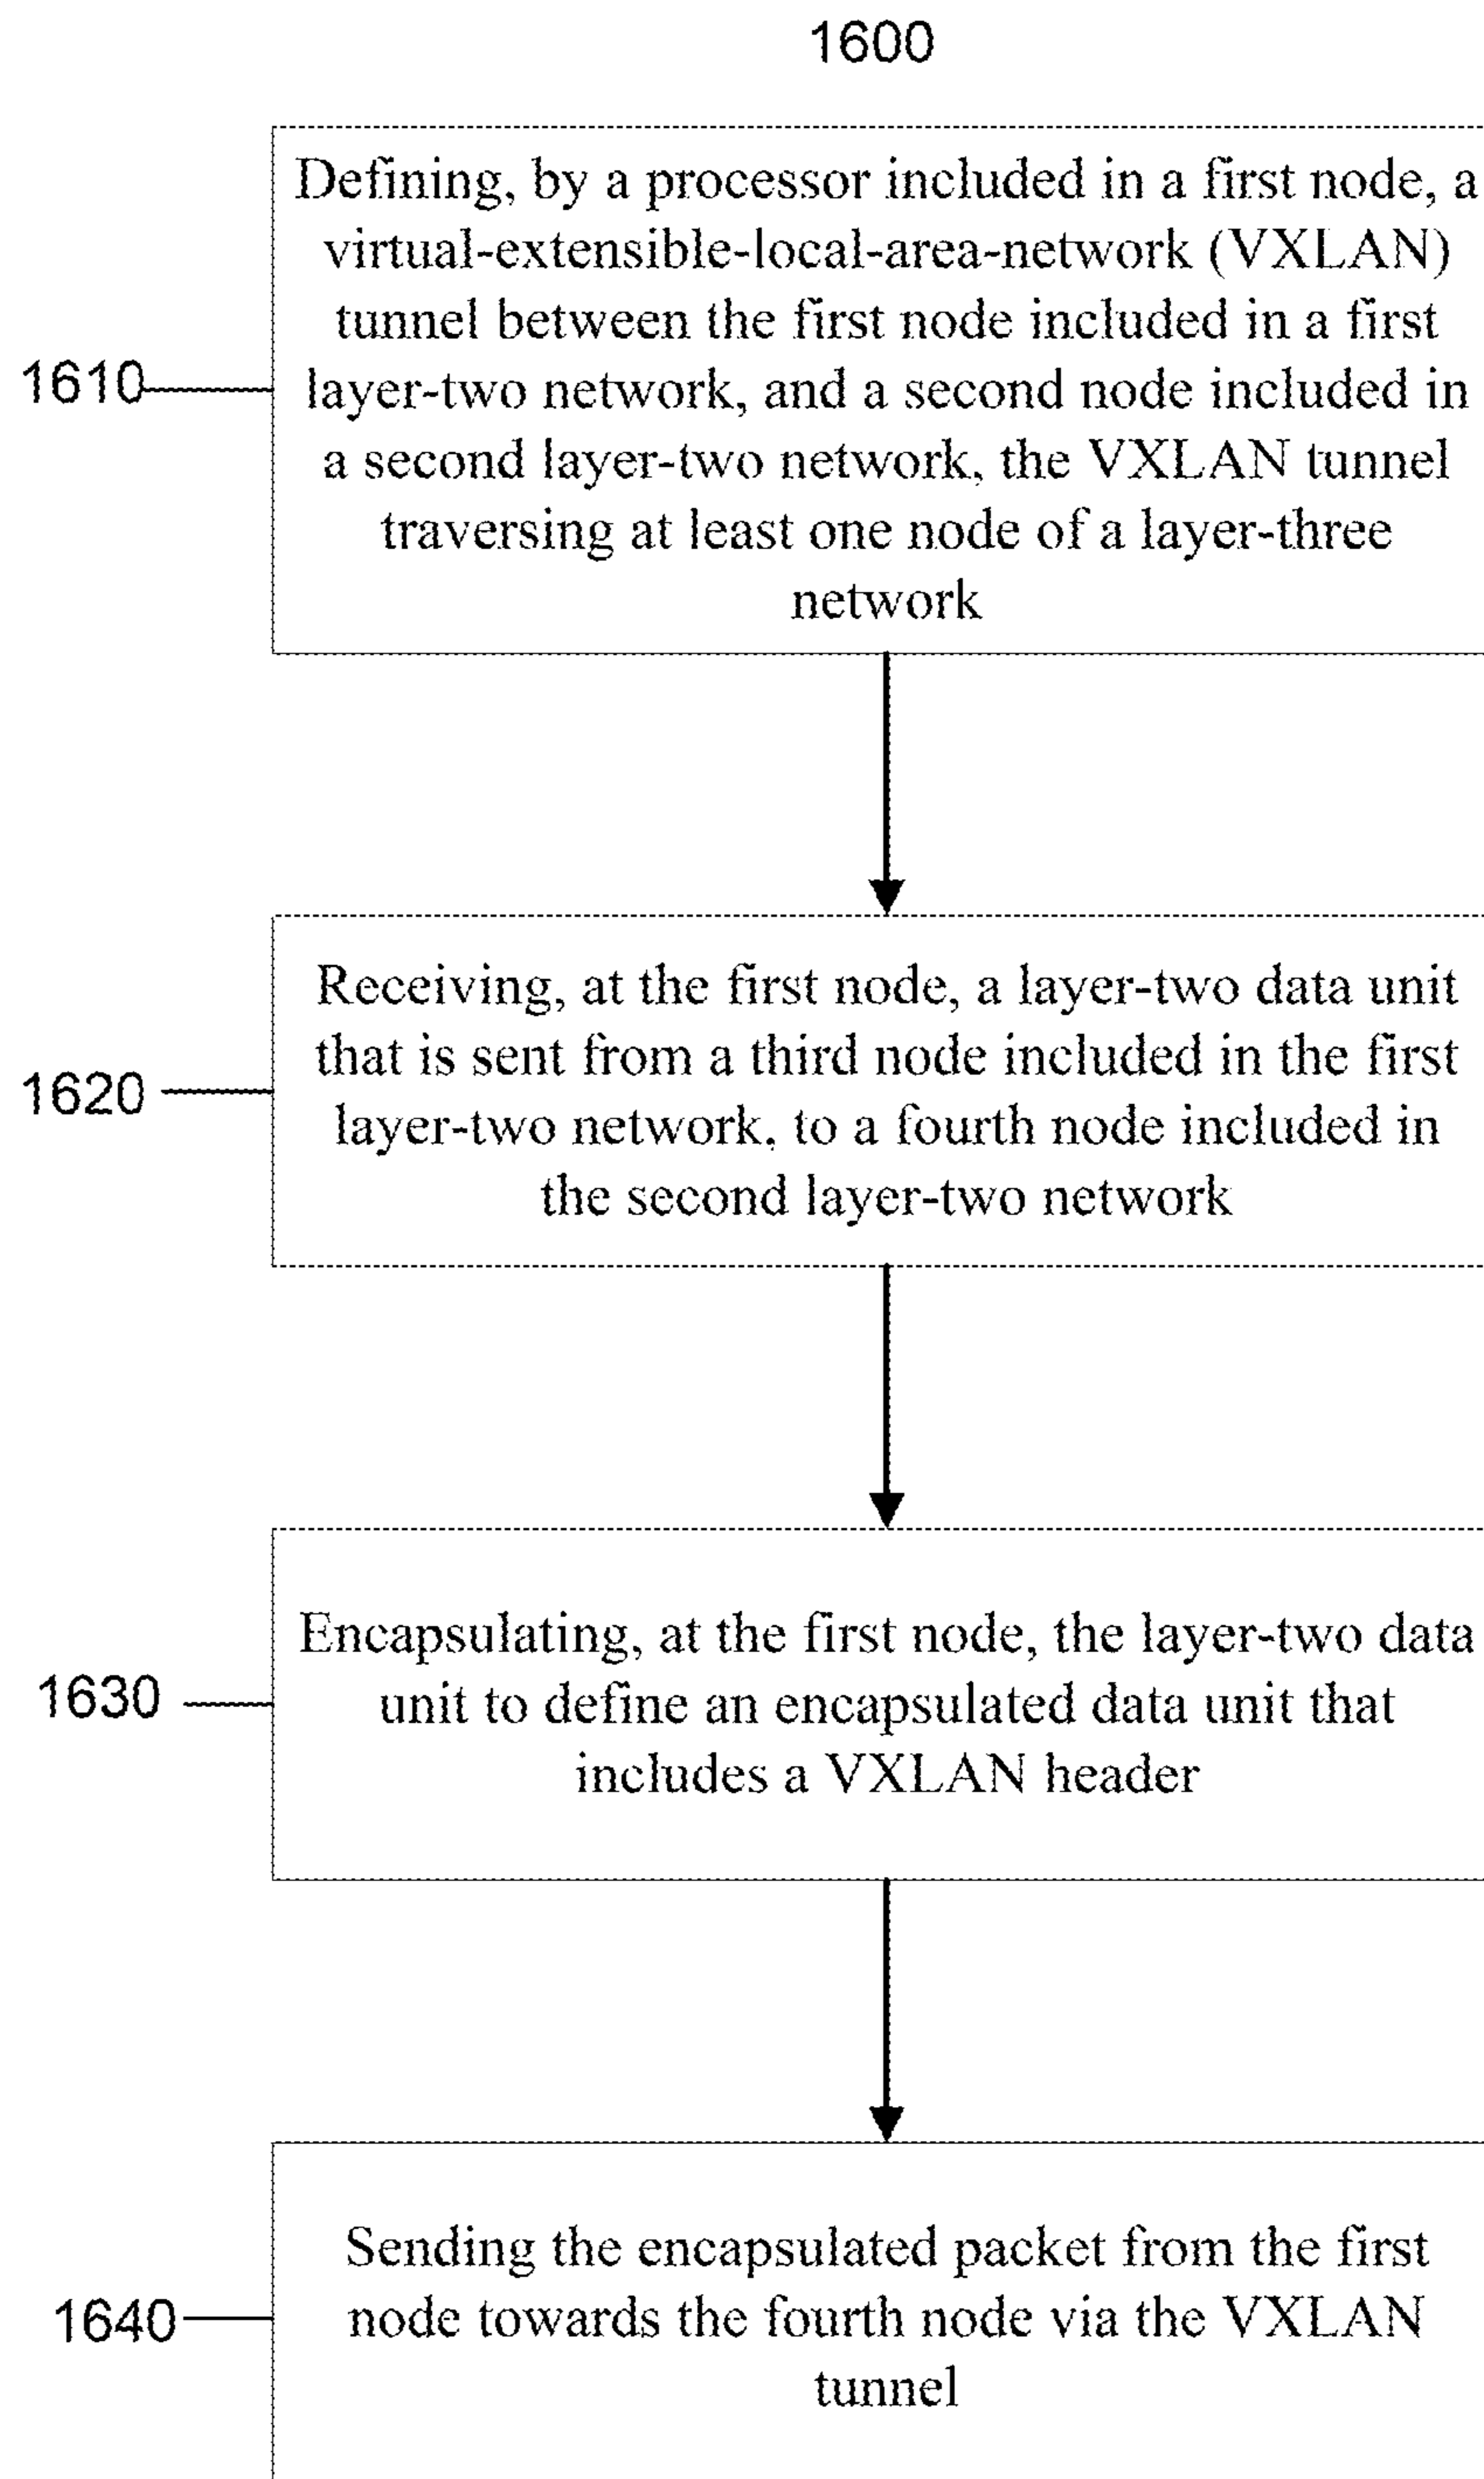 1600
Defining, by a processor included in a first node, a
virtual-extensible-local-area-network (VXLAN)
tunnel between the first node included in a first
layer-two network, and a second node included in
a second layer-two network, the VXLAN tunnel
traversing at least one node of a layer-three
network
1610
Receiving, at the first node, a layer-two data unit
that is sent from a third node included in the first
layer-two network, to a fourth node included in
the second layer-two network
1620
Encapsulating, at the first node, the layer-two data
unit to define an encapsulated data unit that
includes a VXLAN header
1630
Sending the encapsulated packet from the first
node towards the fourth node via the VXLAN
tunnel
1640